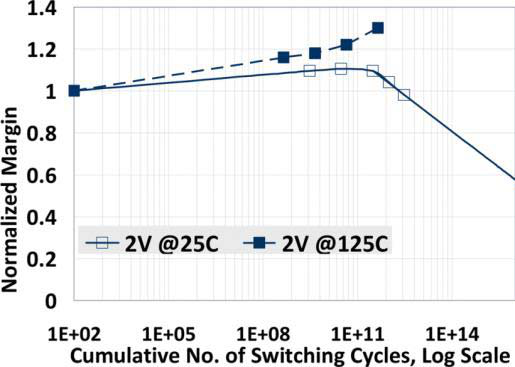 1.4
1.2
1
0.8
0.6
0.4
0.2
0
Normalized Margin
2V @25C
2V @125C
1E+02 1E+05 1E+08 1E+11 1E+14
Cumulative No. of Switching Cycles, Log Scale